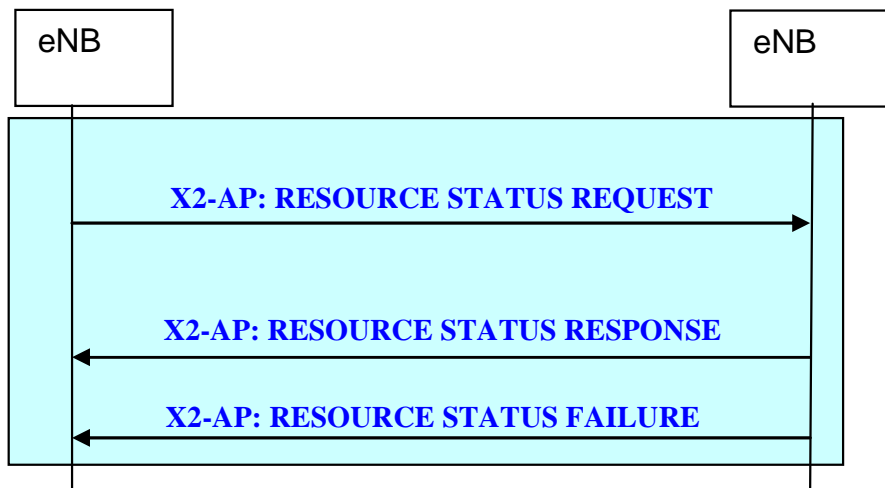 eNB
eNB
X2-AP: RESOURCE STATUS REQUEST
X2-AP: RESOURCE STATUS RESPONSE
X2-AP: RESOURCE STATUS FAILURE